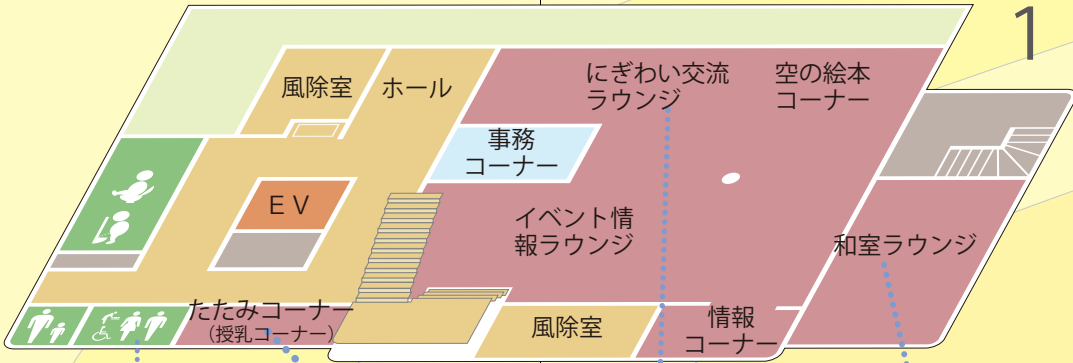 1
風除室
ホール
にぎわい交流
ラウンジ
空の絵本
コーナー
事務
コーナー
ＥＶ
イベント情
報ラウンジ
和室ラウンジ
たたみコーナー
（授乳コーナー）
風除室
情報
コーナー